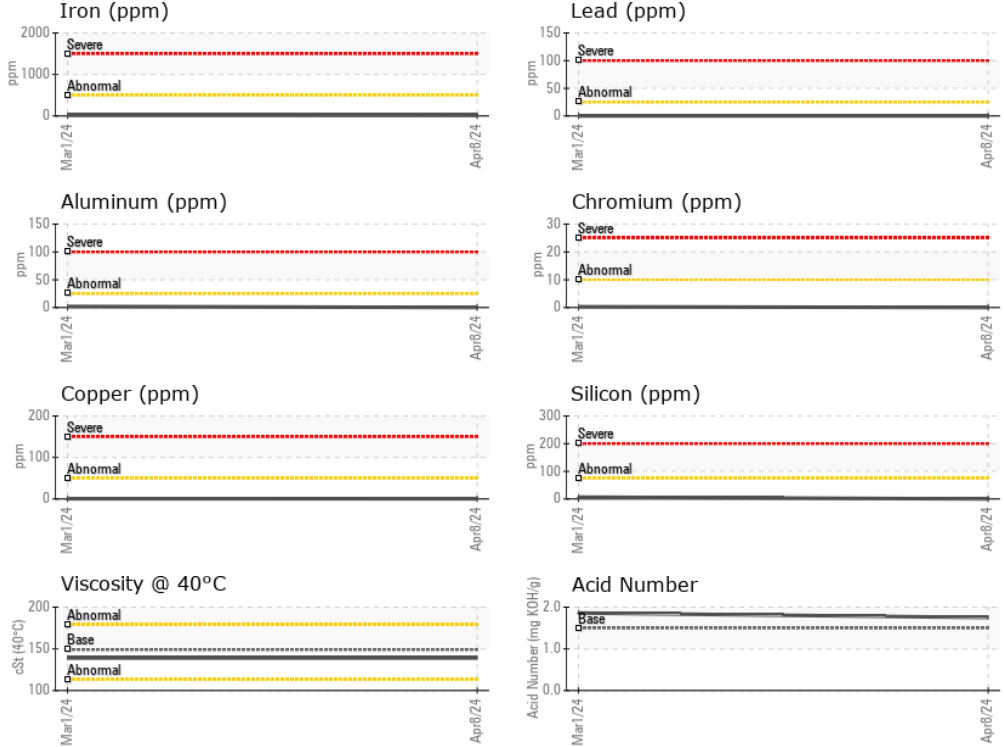 Iron (ppm)
2000
1000
0
ppm
Severe
Abnormal
Mar1/24
Apr8/24
Lead (ppm)
150
100
50
0
ppm
Severe
Abnormal
Mar1/24
Apr8/24
Aluminum (ppm)
150
100
50
0
ppm
Severe
Abnormal
Mar1/24
Apr8/24
Chromium (ppm)
30
20
10
0
ppm
Severe
Abnormal
Mar1/24
Apr8/24
Copper (ppm)
200
100
0
ppm
Severe
Abnormal
Mar1/24
Apr8/24
Silicon (ppm)
300
200
100
0
ppm
Severe
Abnormal
Mar1/24
Apr8/24
Viscosity @ 40°C
200
150
100
cSt (40°C)
Abnormal
Base
Abnormal
Mar1/24
Apr8/24
Acid Number
2.0
1.0
0.0
Acid Number (mg KOH/g)
Base
Mar1/24
Apr8/24